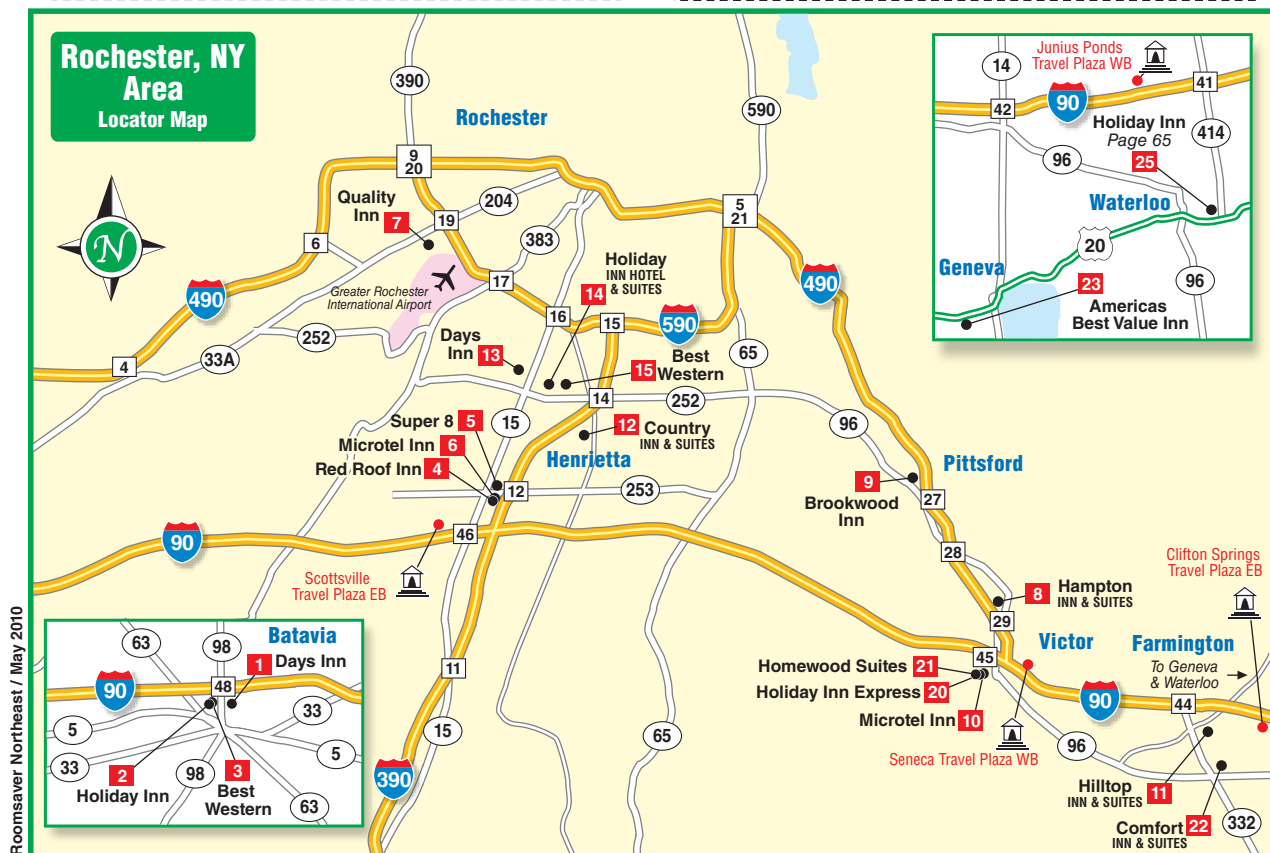 Rochester, NY
Area
Locator Map
N
390
590
Rochester
9
20
204
Quality
Inn
7
19
5
21
6
383
Holiday
INN HOTEL
& SUITES
14
17
Greater Rochester
International Airport
490
490
16
15
590
252
Days
Inn
13
33A
4
65
Best
Western
15
14
252
Super 8
5
15
12
Country
INN & SUITES
96
Microtel Inn
6
Henrietta
Red Roof Inn
4
Pittsford
9
Brookwood
Inn
12
253
27
90
46
28
Scottsville
Travel Plaza EB
Clifton Springs
Travel Plaza EB
8
Hampton
INN & SUITES
29
Victor
Farmington
To Geneva
& Waterloo
11
45
Homewood Suites
21
Holiday Inn Express
20
Microtel Inn
10
90
44
15
65
Seneca Travel Plaza WB
96
390
Hilltop
INN & SUITES
11
Comfort
INN & SUITES
22
332
Junius Ponds
Travel Plaza WB
14
41
90
42
Holiday Inn
Page 65
25
414
96
Waterloo
20
Geneva
96
23
Americas
Best Value Inn
63
98
Batavia
1
Days Inn
90
48
33
5
5
33
98
2
Holiday Inn
3
Best
Western
63
Roomsaver Northeast / May 2010